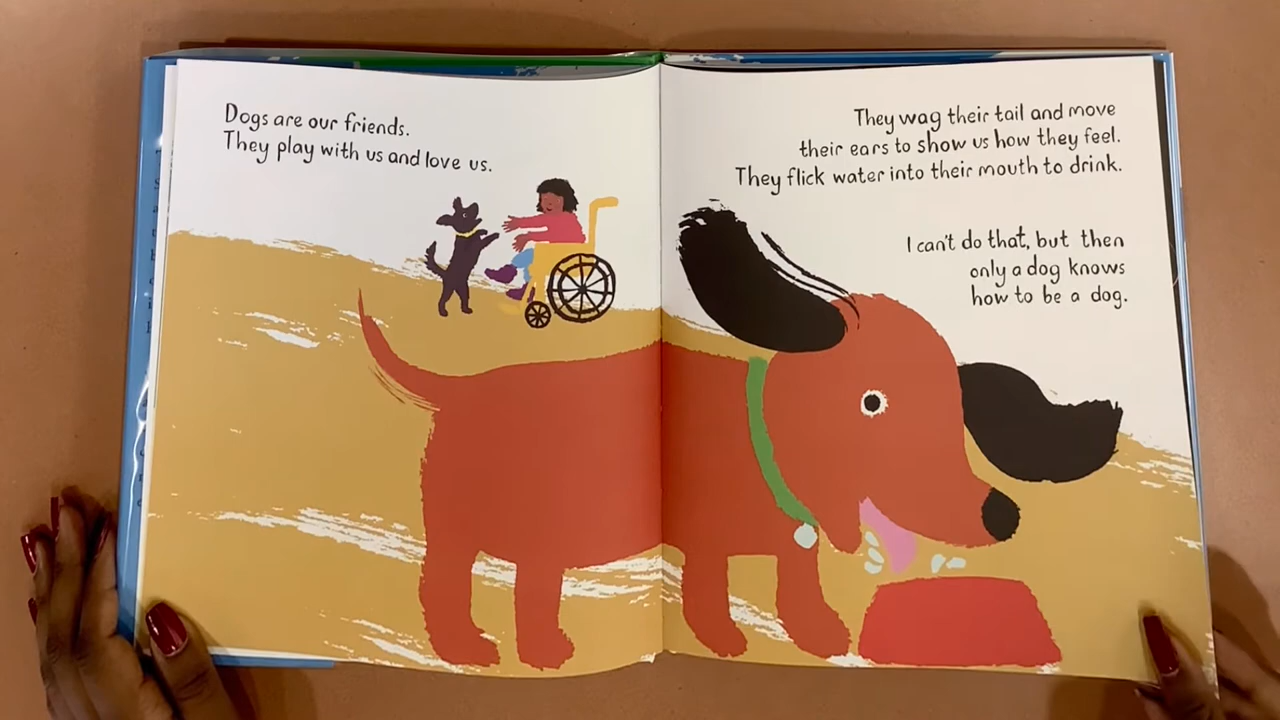 Dogs are our friends.
They play with us and love us.
They wag their tail and move
their ears to show us how they feel.
They flick water into their mouth to drink.
I can't do that, but then
only a dog knows
how to be a dog.